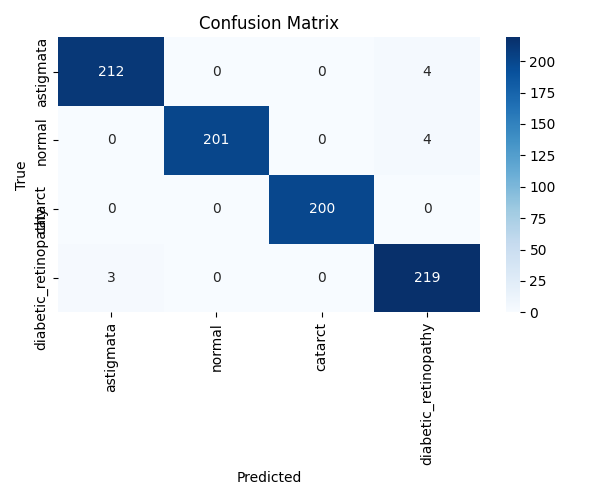 Confusion Matrix
True
astigmata 212 0 0 4
normal 0 201 0 4
catarct 0 0 200 0
diabetic_retinopathy 3 0 0 219
astigmata normal catarct diabetic_retinopathy
Predicted
200
175
150
125
100
75
50
25
0